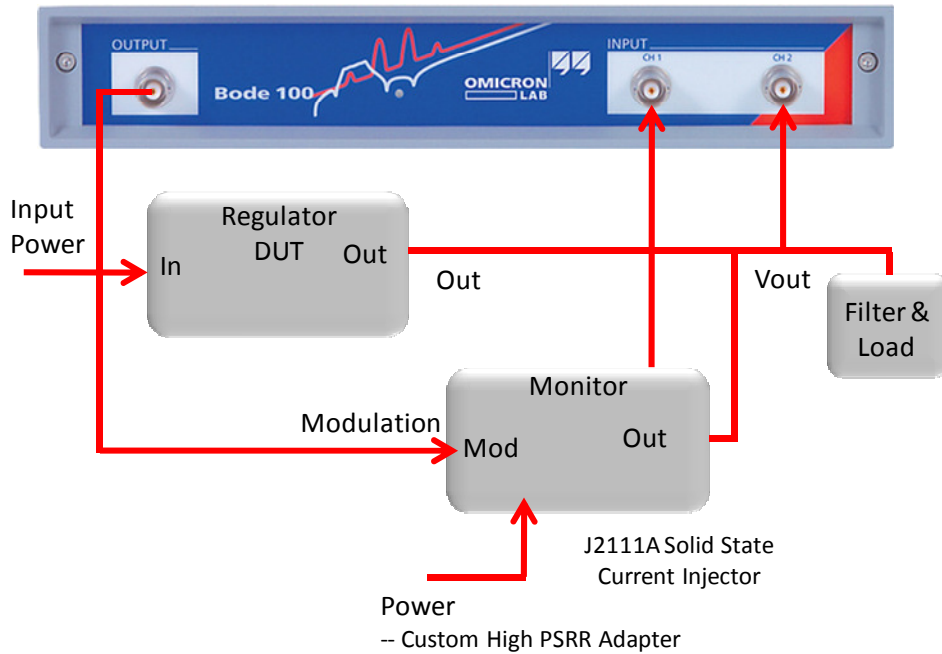 OUTPUT
INPUT
CH 1
CH 2
Bode 100
OMICRON
LAB
Input
Power
Regulator
DUT
In
Out
Out
Vout
Filter &
Load
Monitor
Modulation
Mod
Out
J2111A Solid State
Current Injector
Power
-- Custom High PSRR Adapter